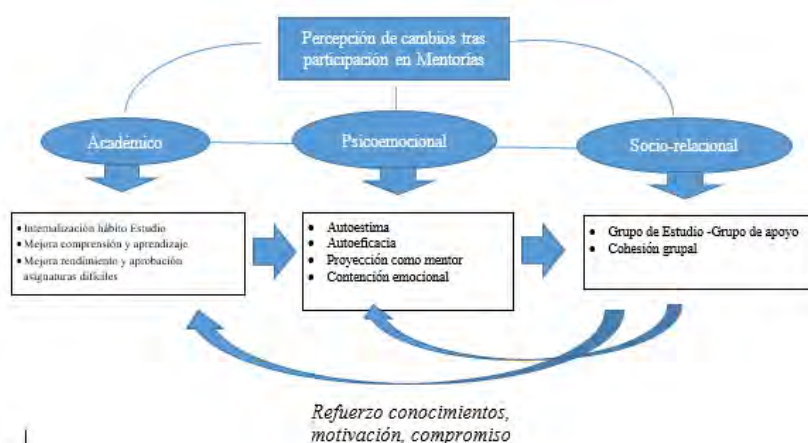 Percepción de cambios tras
participación en Mentorías
Académico
Psicoemocional
Socio-relacional
• Internalización hábito Estudio
• Mejora comprensión y aprendizaje
• Mejora rendimiento y aprobación
asignaturas difíciles
• Autoestima
• Autoeficacia
• Proyección como mentor
• Contención emocional
• Grupo de Estudio -Grupo de apoyo
• Cohesión grupal
Refuerzo conocimientos,
motivación, compromiso